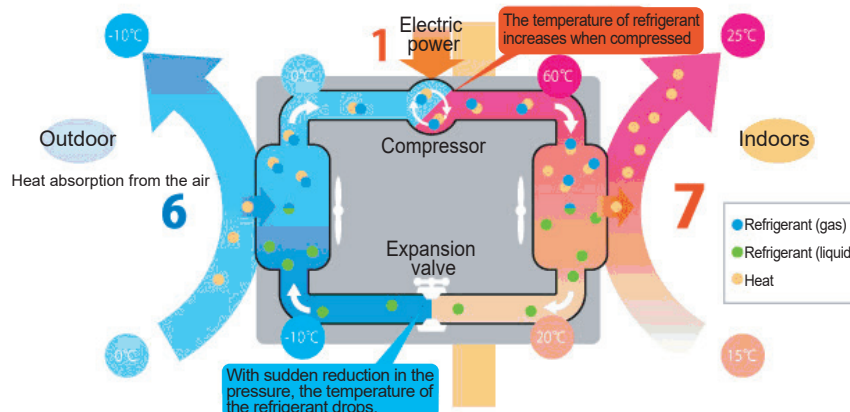 -10℃
1
Electric
power
The temperature of refrigerant
increases when compressed
25℃
0℃
60℃
Outdoor
Compressor
Indoors
Heat absorption from the air
6
7
Refrigerant (gas)
Refrigerant (liquid
Heat
Expansion
valve
-10℃
20℃
0℃
15℃
With sudden reduction in the
pressure, the temperature of
the refrigerant drops.